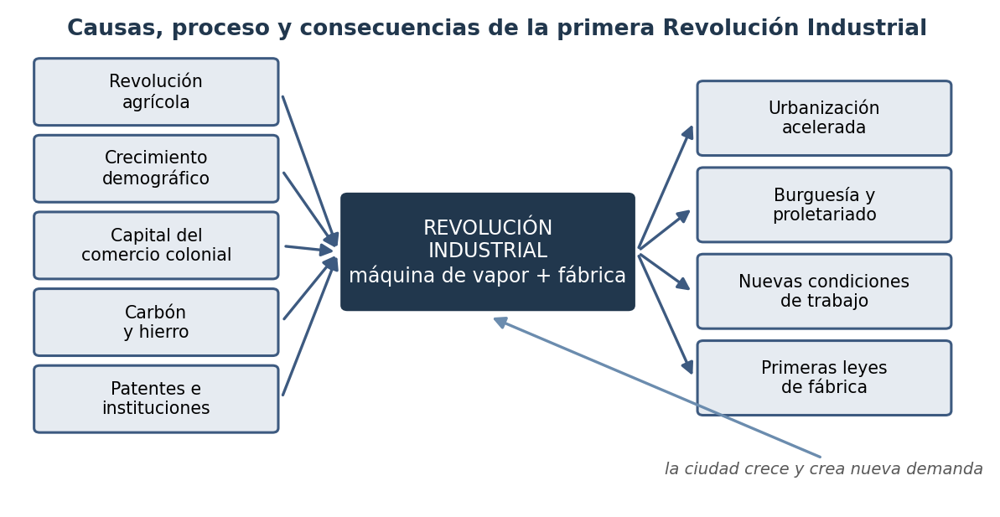 Causas, proceso y consecuencias de la primera Revolución Industrial
Revolución
agrícola
Crecimiento
demográfico
Capital del
comercio colonial
Carbón
y hierro
Patentes e
instituciones
REVOLUCIÓN
INDUSTRIAL
máquina de vapor + fábrica
Urbanización
acelerada
Burguesía y
proletariado
Nuevas condiciones
de trabajo
Primeras leyes
de fábrica
la ciudad crece y crea nueva demanda